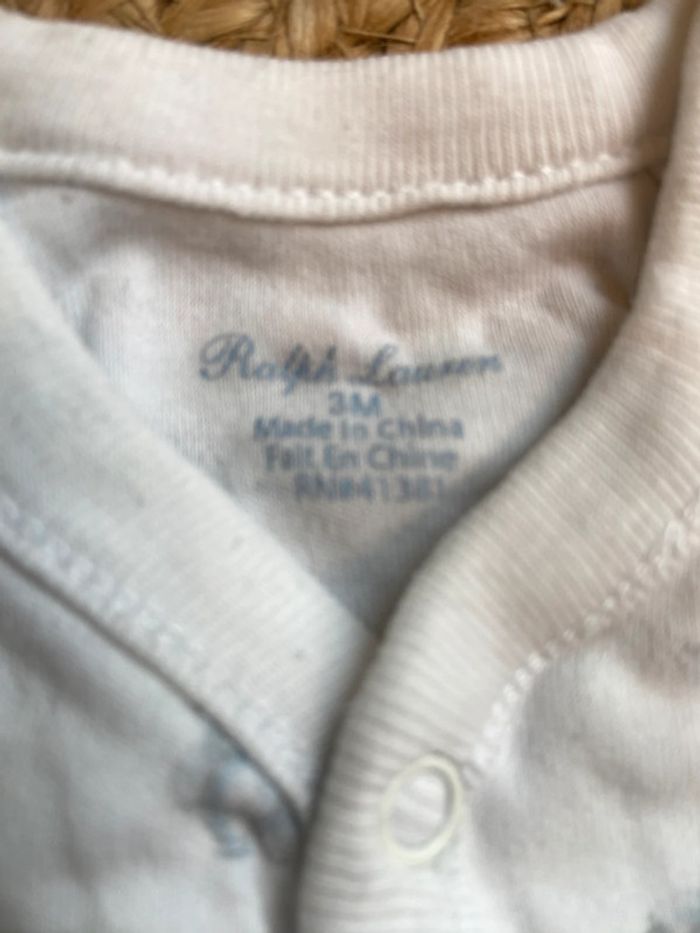 Ralph Lauren
3M
Made In China
Fait En Chine
RN#41381